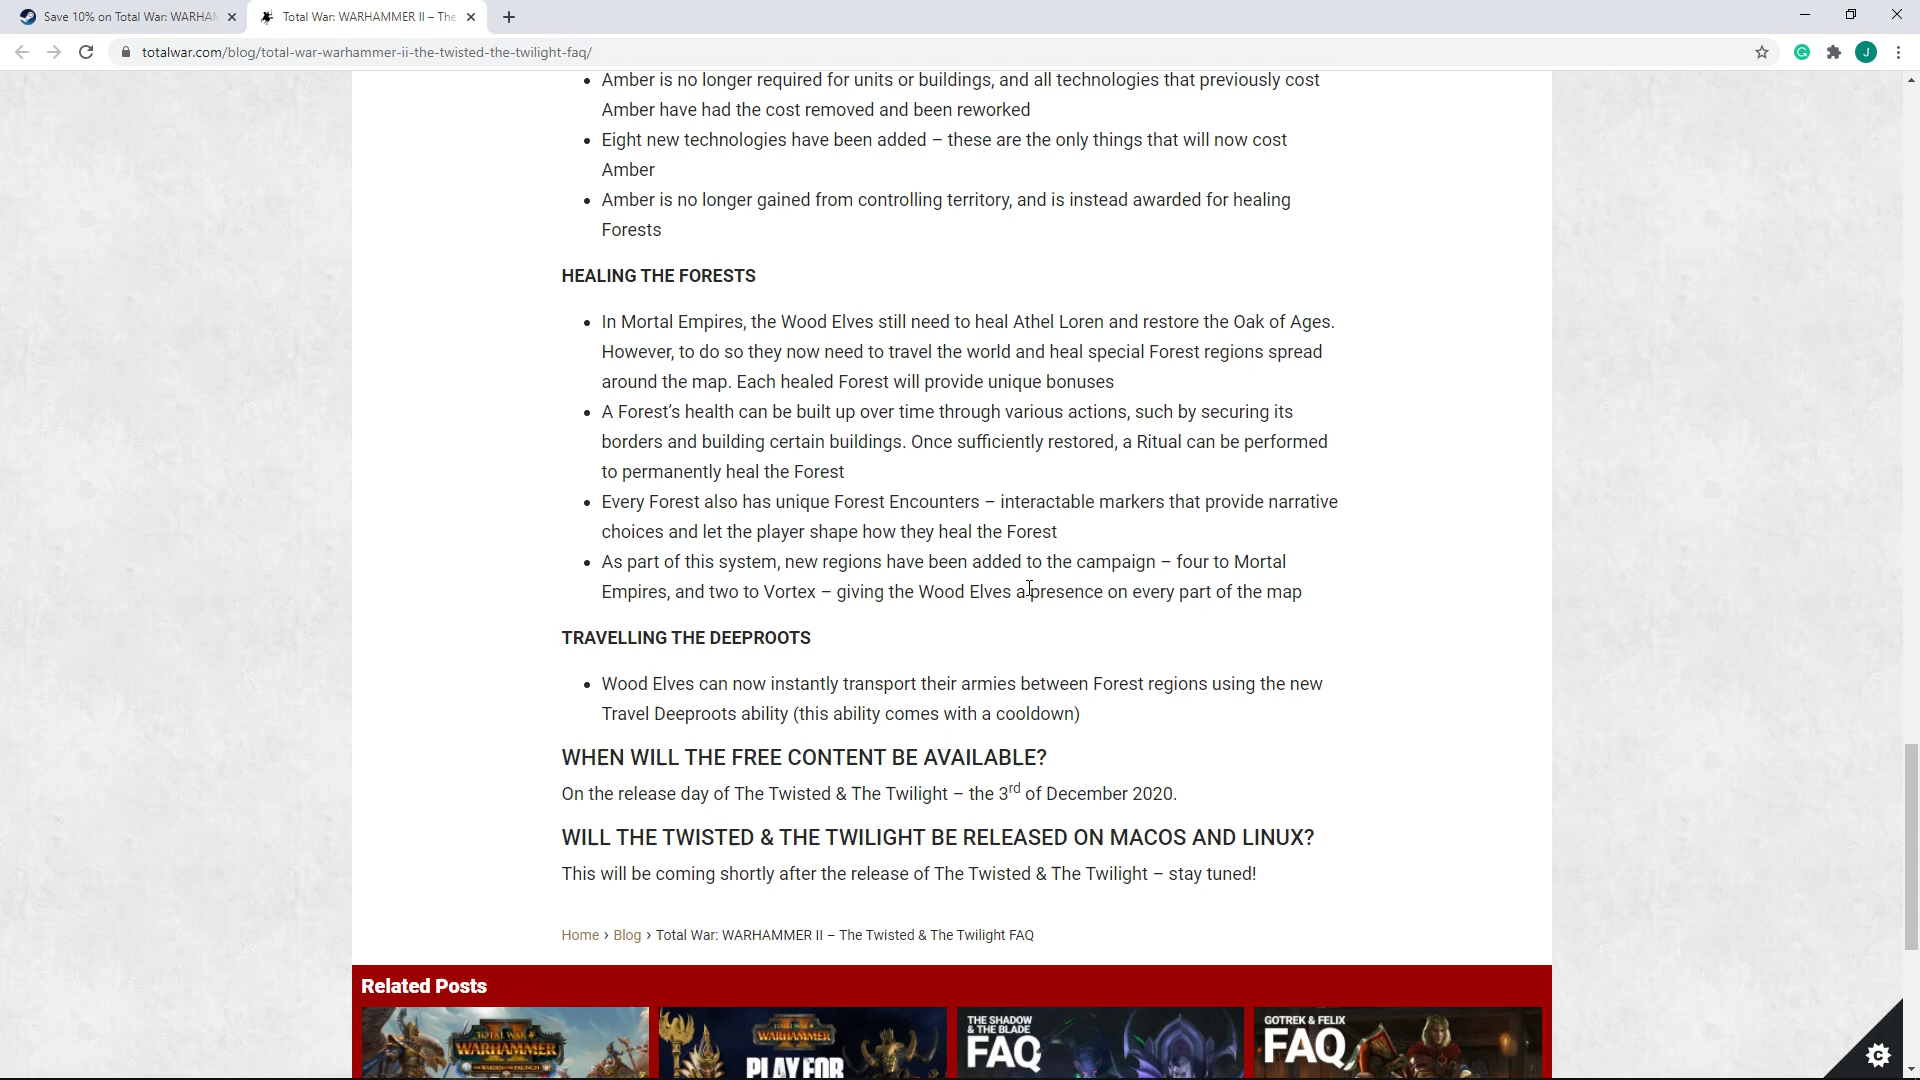 Save 10% on Total War: WARHAM
Total War: WARHAMMER II – The
totalwar.com/blog/total-war-warhammer-ii-the-twisted-the-twilight-faq/
J
Amber is no longer required for units or buildings, and all technologies that previously cost
Amber have had the cost removed and been reworked
Eight new technologies have been added – these are the only things that will now cost
Amber
Amber is no longer gained from controlling territory, and is instead awarded for healing
Forests
HEALING THE FORESTS
In Mortal Empires, the Wood Elves still need to heal Athel Loren and restore the Oak of Ages.
However, to do so they now need to travel the world and heal special Forest regions spread
around the map. Each healed Forest will provide unique bonuses
A Forest's health can be built up over time through various actions, such by securing its
borders and building certain buildings. Once sufficiently restored, a Ritual can be performed
to permanently heal the Forest
Every Forest also has unique Forest Encounters – interactable markers that provide narrative
choices and let the player shape how they heal the Forest
As part of this system, new regions have been added to the campaign – four to Mortal
Empires, and two to Vortex – giving the Wood Elves a presence on every part of the map
TRAVELLING THE DEEPROOTS
Wood Elves can now instantly transport their armies between Forest regions using the new
Travel Deeproots ability (this ability comes with a cooldown)
WHEN WILL THE FREE CONTENT BE AVAILABLE?
On the release day of The Twisted & The Twilight – the 3rd of December 2020.
WILL THE TWISTED & THE TWILIGHT BE RELEASED ON MACOS AND LINUX?
This will be coming shortly after the release of The Twisted & The Twilight – stay tuned!
Home › Blog › Total War: WARHAMMER II – The Twisted & The Twilight FAQ
Related Posts
TOTAL WAR
WARHAMMER
TOTAL WAR
WARHAMMER
PLAY FOR
THE SHADOW
& THE BLADE
FAQ
GOTREK & FELIX
FAQ